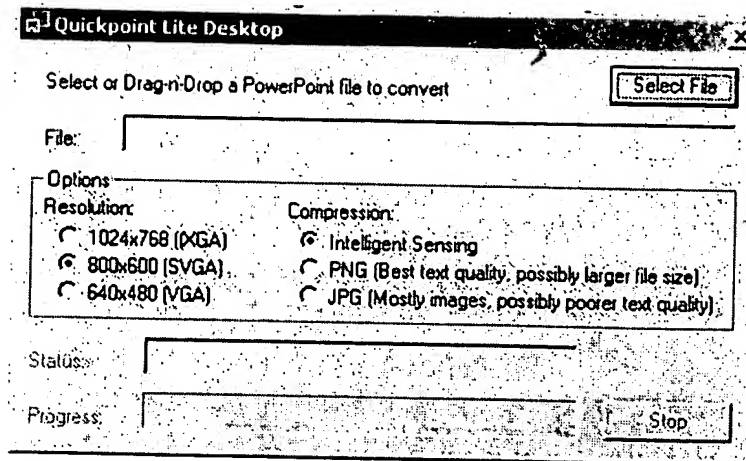 Quickpoint Lite Desktop
Select or Drag-n-Drop a PowerPoint file to convert
Select File
File:
Options
Resolution:
Compression:
1024x768 (XGA)
Intelligent Sensing
800x600 (SVGA)
PNG (Best text quality, possibly larger file size)
640x480 (VGA)
JPG (Mostly images, possibly poorer text quality)
Status:
Progress:
Stop